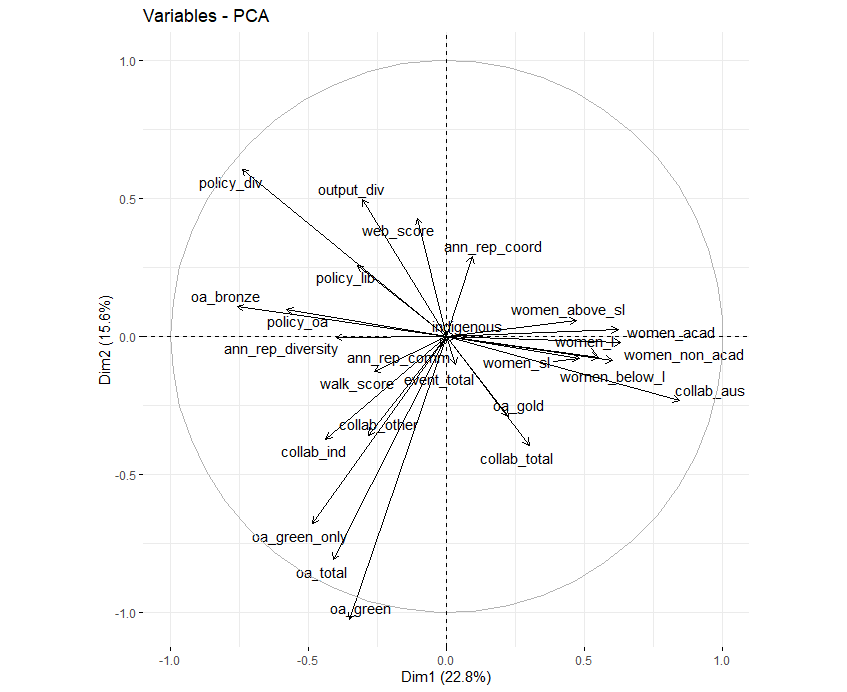 Variables - PCA
1.0
policy_div
output_div
0.5
web_score
ann_rep_coord
policy_lib
oa_bronze
women_above_sl
policy_oa
indigenous
women_acad
0.0
women_l
ann_rep_diversity
ann_rep_comm
women_non_acad
women_sl
walk_score
event_total
women_below_l
collab_aus
oa_gold
collab_other
collab_ind
collab_total
-0.5
oa_green_only
oa_total
oa_green
-1.0
Dim2 (15.6%)
-1.0
-0.5
0.0
0.5
1.0
Dim1 (22.8%)